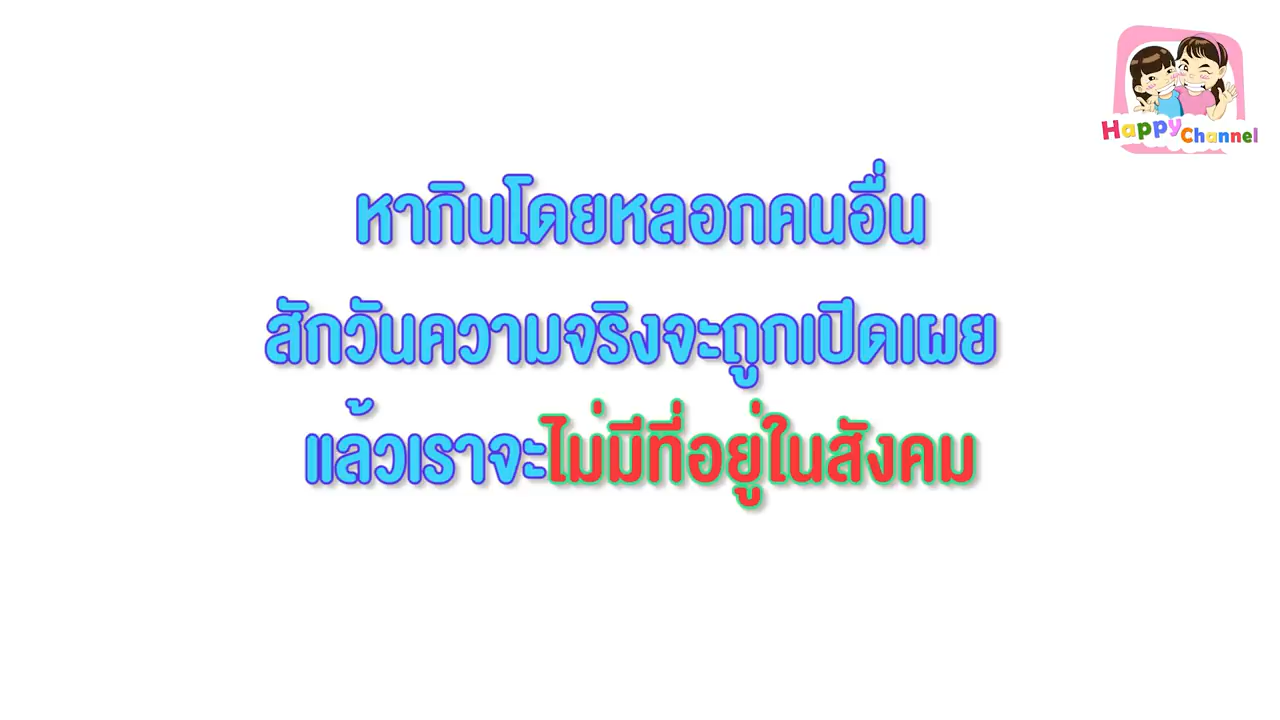 Happy Channel
หากินโดยหลอกคนอื่น
สักวันความจริงจะถูกเปิดเผย
แล้วเราจะไม่มีที่อยู่ในสังคม